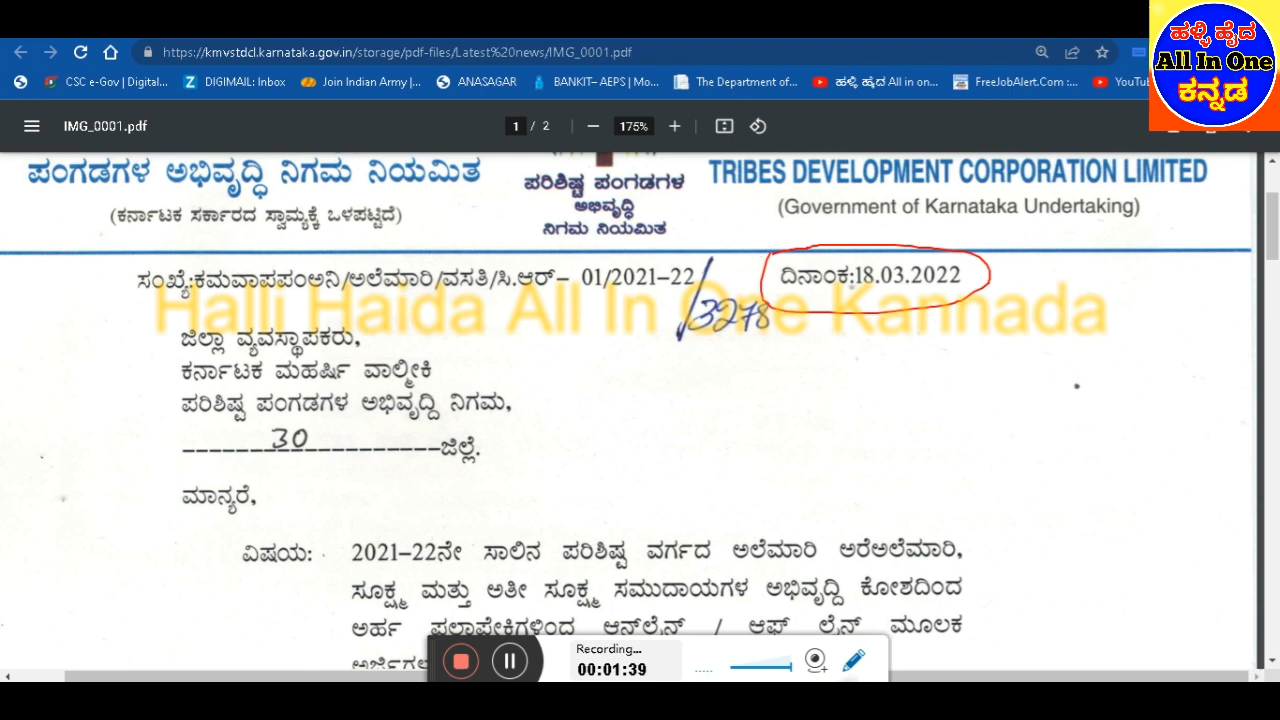 ಹಳ್ಳಿ ಹೈದ
All In One
ಕನ್ನಡ
https://kmvstdcl.karnataka.gov.in/storage/pdf-files/Latest%20news/IMG_0001.pdf
CSC e-Gov | Digital... DIGIMAIL: Inbox Join Indian Army |... ANASAGAR BANKIT– AEPS | Mo... The Department of... ಹಳ್ಳಿ ಹೈದ All in on... FreeJobAlert.Com :... YouTu
IMG_0001.pdf 1 / 2 175%
ಪಂಗಡಗಳ ಅಭಿವೃದ್ಧಿ ನಿಗಮ ನಿಯಮಿತ
(ಕರ್ನಾಟಕ ಸರ್ಕಾರದ ಸ್ವಾಮ್ಯಕ್ಕೆ ಒಳಪಟ್ಟಿದೆ)
ಪರಿಶಿಷ್ಟ ಪಂಗಡಗಳ
ಅಭಿವೃದ್ಧಿ
ನಿಗಮ ನಿಯಮಿತ
TRIBES DEVELOPMENT CORPORATION LIMITED
(Government of Karnataka Undertaking)
ಸಂಖ್ಯೆ:ಕಮವಾಪಪಂಅನಿ/ಅಲೆಮಾರಿ/ವಸತಿ/ಸಿ.ಆರ್– 01/2021–22/3278 ದಿನಾಂಕ:18.03.2022
Halli Haida All In One Kannada
ಜಿಲ್ಲಾ ವ್ಯವಸ್ಥಾಪಕರು,
ಕರ್ನಾಟಕ ಮಹರ್ಷಿ ವಾಲ್ಮೀಕಿ
ಪರಿಶಿಷ್ಟ ಪಂಗಡಗಳ ಅಭಿವೃದ್ದಿ ನಿಗಮ,
-------30-----------ಜಿಲ್ಲೆ.
ಮಾನ್ಯರೆ,
ವಿಷಯ: 2021–22ನೇ ಸಾಲಿನ ಪರಿಶಿಷ್ಟ ವರ್ಗದ ಅಲೆಮಾರಿ ಅರೆಅಲೆಮಾರಿ,
ಸೂಕ್ಷ್ಮ ಮತ್ತು ಅತೀ ಸೂಕ್ಷ್ಮ ಸಮುದಾಯಗಳ ಅಭಿವೃದ್ದಿ ಕೋಶದಿಂದ
ಅರ್ಹ ಫಲಾಪೇಕ್ಷಿಗಳಿಂದ ಆನ್‌ಲೈನ್ / ಆಫ್ ಲೈನ್ ಮೂಲಕ
Recording...
00:01:39